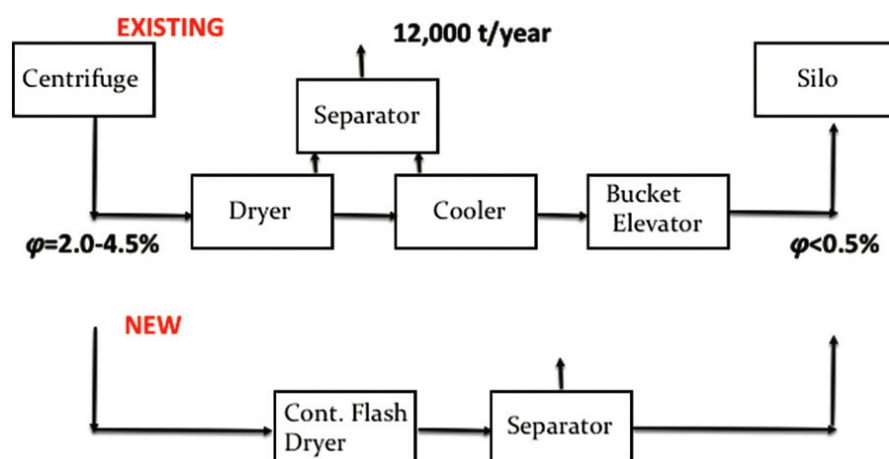 EXISTING
12,000 t/year
Centrifuge
Separator
Silo
Dryer
Cooler
Bucket
Elevator
φ=2.0-4.5%
φ<0.5%
NEW
Cont. Flash
Dryer
Separator